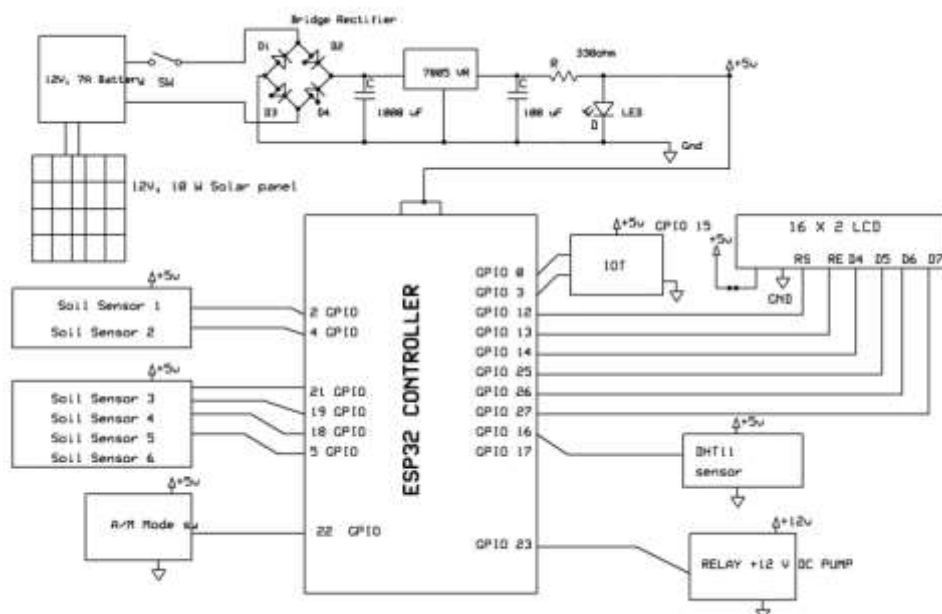 Bridge Rectifier
D1
D2
D3
D4
12V, 7A Battery
SW
C
1000 uF
7805 VR
C
100 uF
R
330ohm
D
LED
+5v
Gnd
12V, 10 W Solar panel
+5v
Soil Sensor 1
Soil Sensor 2
+5v
Soil Sensor 3
Soil Sensor 4
Soil Sensor 5
Soil Sensor 6
+5v
A/M Mode sw
ESP32 CONTROLLER
2 GPIO
4 GPIO
21 GPIO
19 GPIO
18 GPIO
5 GPIO
22 GPIO
GPIO 0
GPIO 3
GPIO 12
GPIO 13
GPIO 14
GPIO 25
GPIO 26
GPIO 27
GPIO 16
GPIO 17
GPIO 23
+5v
GPIO 15
IOT
+5v
16 X 2 LCD
RS RE D4 D5 D6 D7
GND
+5v
DHT11
sensor
+12v
RELAY +12 V DC PUMP